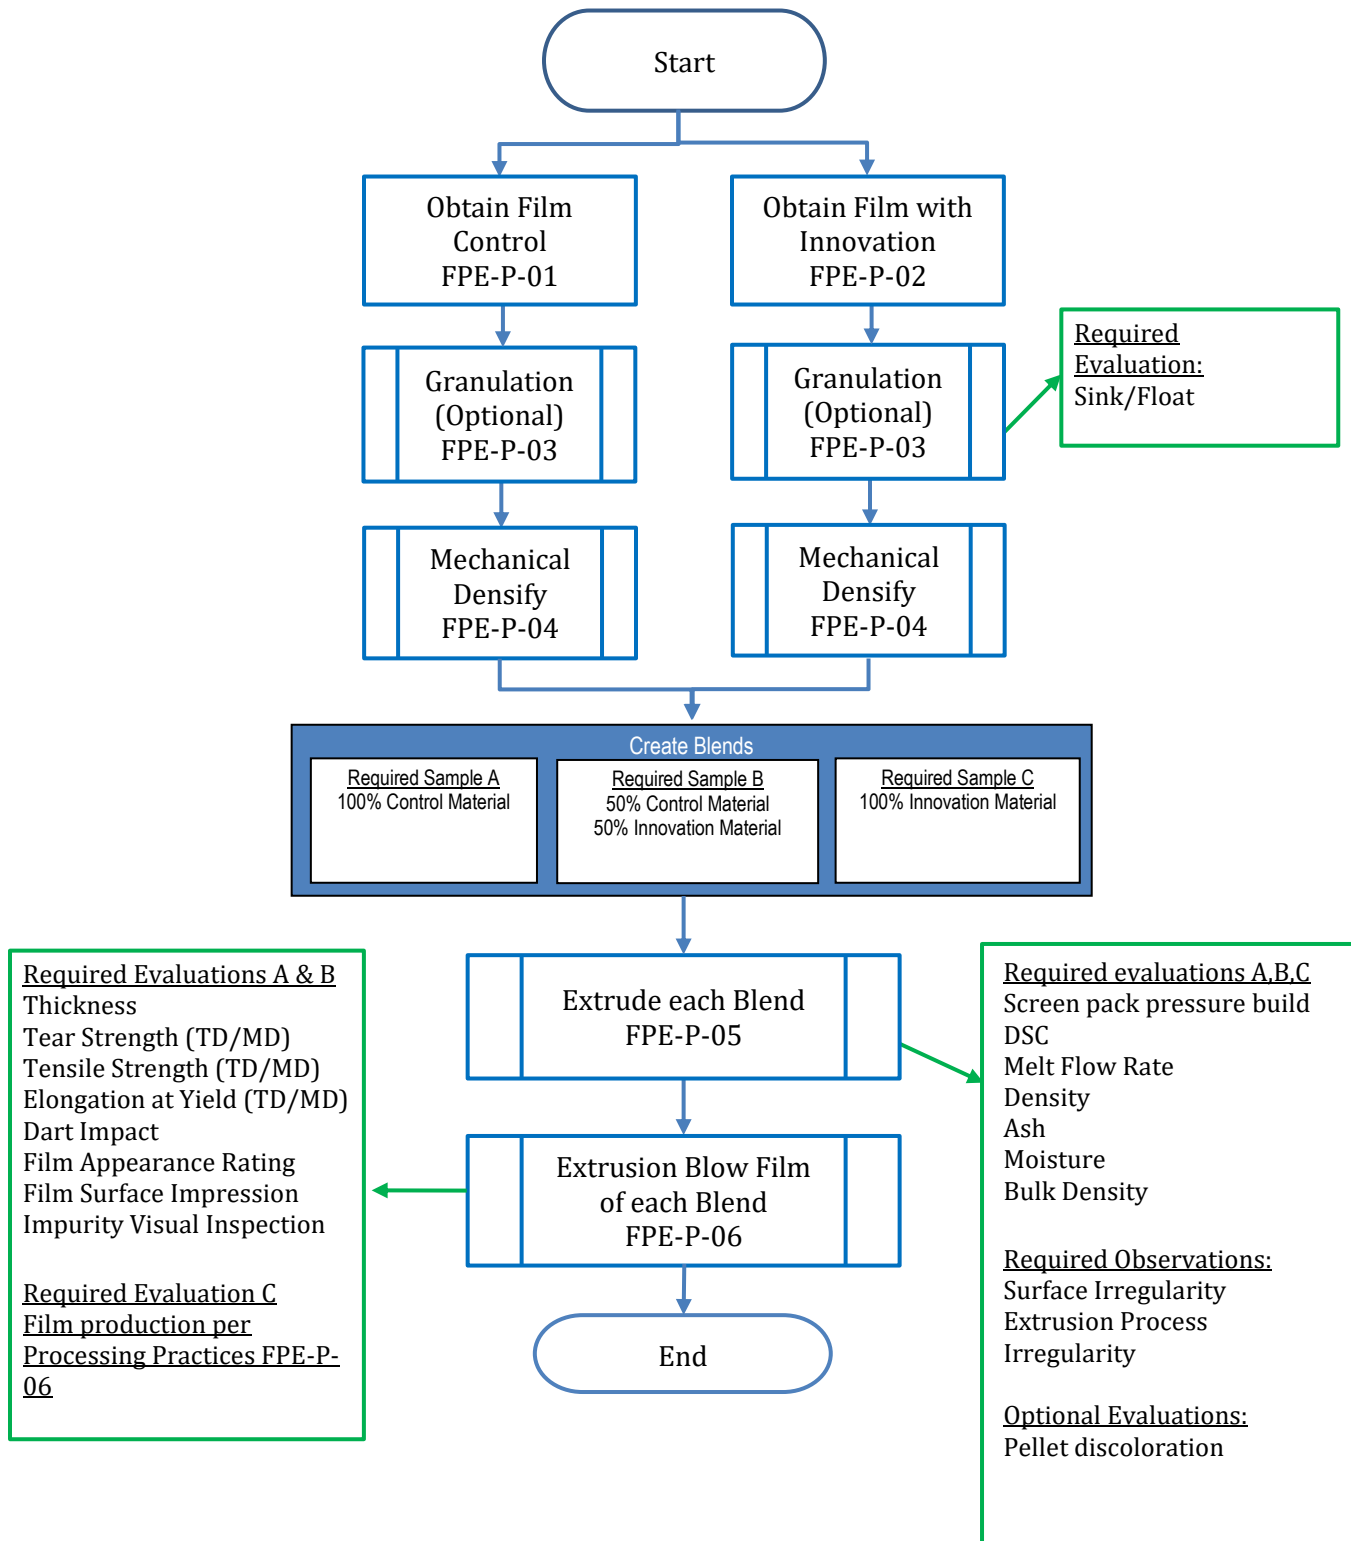 Start
Obtain Film
Control
FPE-P-01
Obtain Film with
Innovation
FPE-P-02
Granulation
(Optional)
FPE-P-03
Granulation
(Optional)
FPE-P-03
Required
Evaluation:
Sink/Float
Mechanical
Densify
FPE-P-04
Mechanical
Densify
FPE-P-04
Create Blends
Required Sample A
100% Control Material
Required Sample B
50% Control Material
50% Innovation Material
Required Sample C
100% Innovation Material
Extrude each Blend
FPE-P-05
Required Evaluations A & B
Thickness
Tear Strength (TD/MD)
Tensile Strength (TD/MD)
Elongation at Yield (TD/MD)
Dart Impact
Film Appearance Rating
Film Surface Impression
Impurity Visual Inspection
Required Evaluation C
Film production per
Processing Practices FPE-P-
06
Required evaluations A,B,C
Screen pack pressure build
DSC
Melt Flow Rate
Density
Ash
Moisture
Bulk Density
Required Observations:
Surface Irregularity
Extrusion Process
Irregularity
Optional Evaluations:
Pellet discoloration
Extrusion Blow Film
of each Blend
FPE-P-06
End